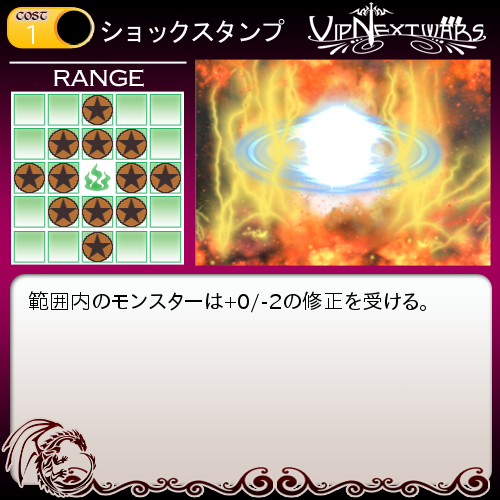 COST
1
ショックスタンプ
VIPNEXTWARS
RANGE
範囲内のモンスターは+0/-2の修正を受ける。